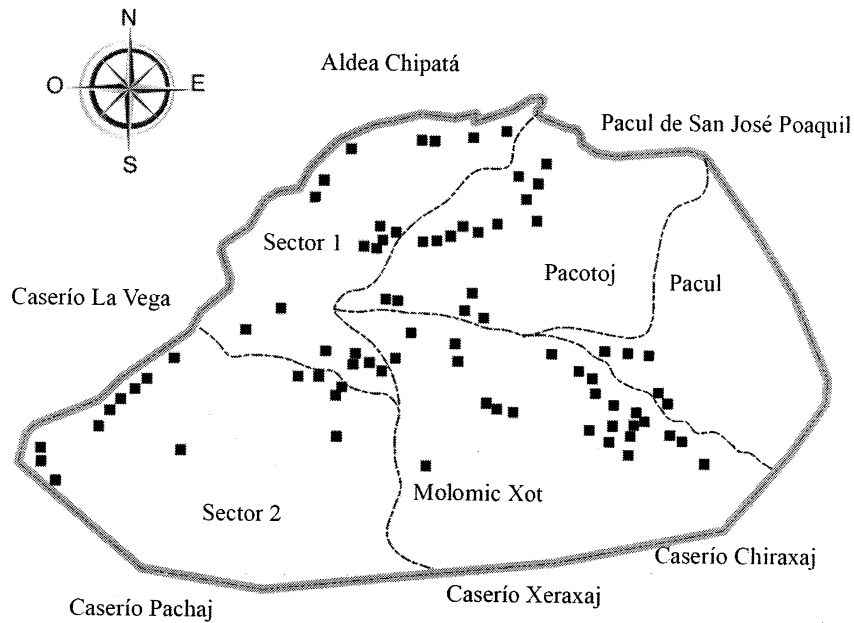 N
Aldea Chipatá
O
E
S
Pacul de San José Poaquil
Sector 1
Pacotoj
Pacul
Caserío La Vega
Molomic Xot
Sector 2
Caserío Chiraxaj
Caserío Xeraxaj
Caserío Pachaj